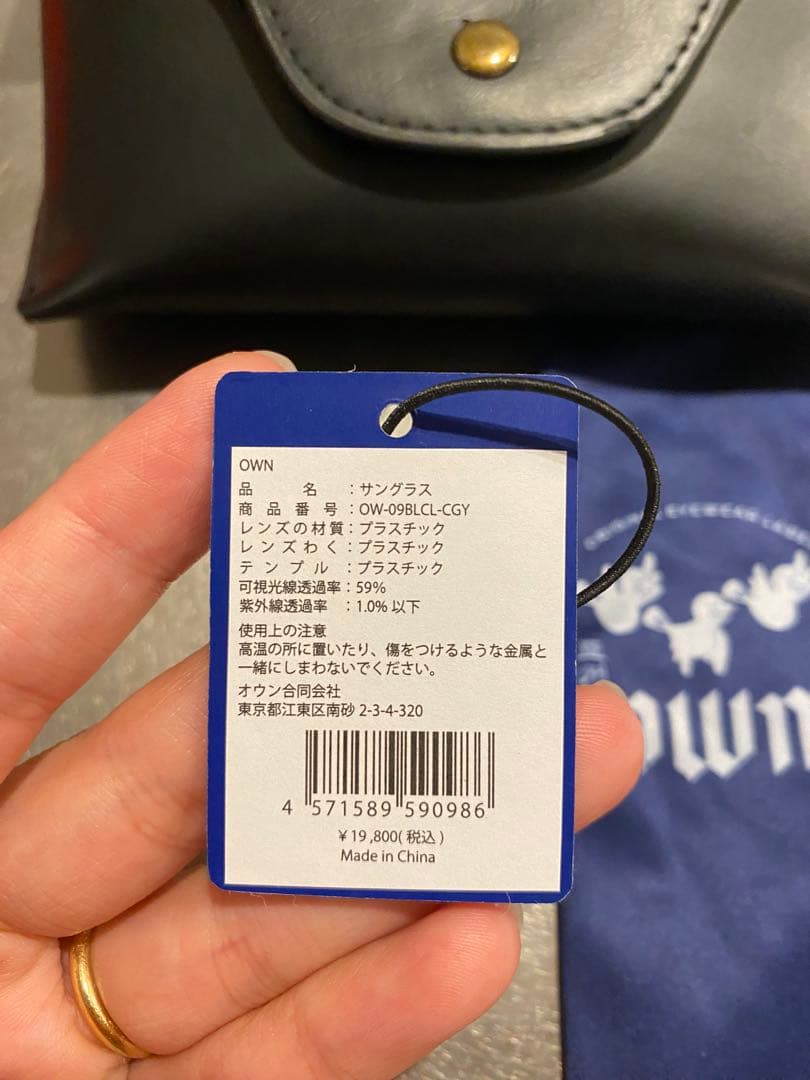 OWN
品名：サングラス
商品番号：OW-09BLCL-CGY
レンズの材質：プラスチック
レンズわく：プラスチック
テンプル：プラスチック
可視光線透過率：59%
紫外線透過率：1.0% 以下
使用上の注意
高温の所に置いたり、傷をつけるような金属と
一緒にしまわないでください。
オウン合同会社
東京都江東区南砂 2-3-4-320
4 571589 590986
￥19,800(税込)
Made in China
EYEWEAR
own